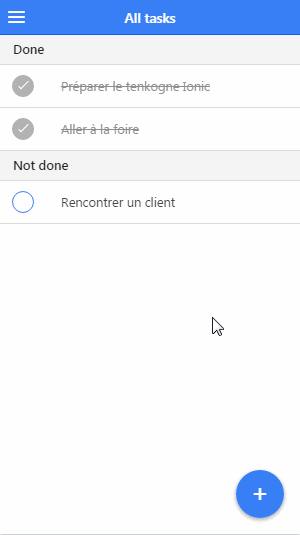 All tasks
Done
Préparer le tenkogne Ionic
Aller à la foire
Not done
Rencontrer un client